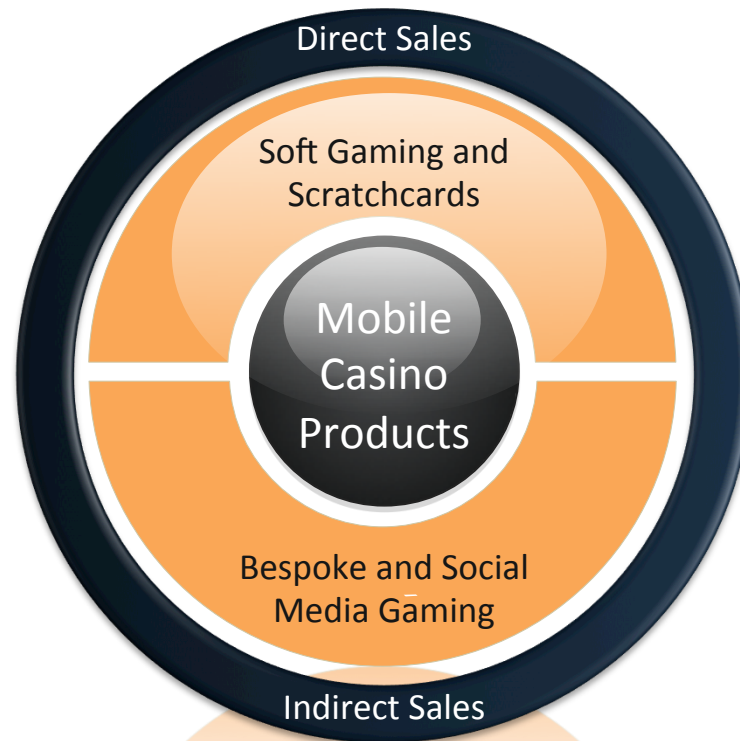 Direct Sales
Soft Gaming and
Scratchcards
Mobile
Casino
Products
Bespoke and Social
Media Gaming
Indirect Sales